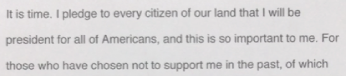 It is time. I pledge to every citizen of our land that I will be
president for all of Americans, and this is so important to me. For
those who have chosen not to support me in the past, of which